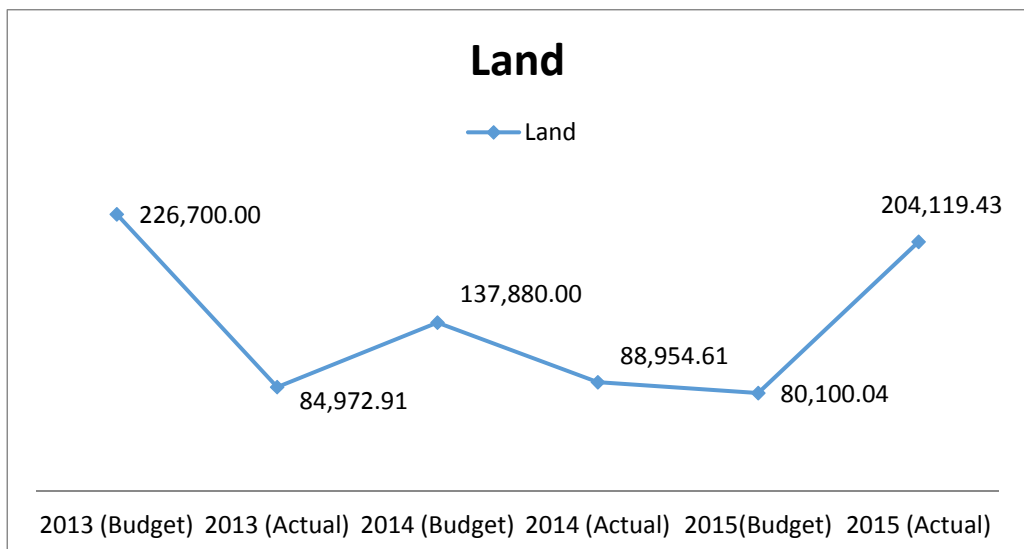 Land
Land
226,700.00
204,119.43
137,880.00
88,954.61
84,972.91
80,100.04
2013 (Budget) 2013 (Actual) 2014 (Budget) 2014 (Actual) 2015(Budget) 2015 (Actual)